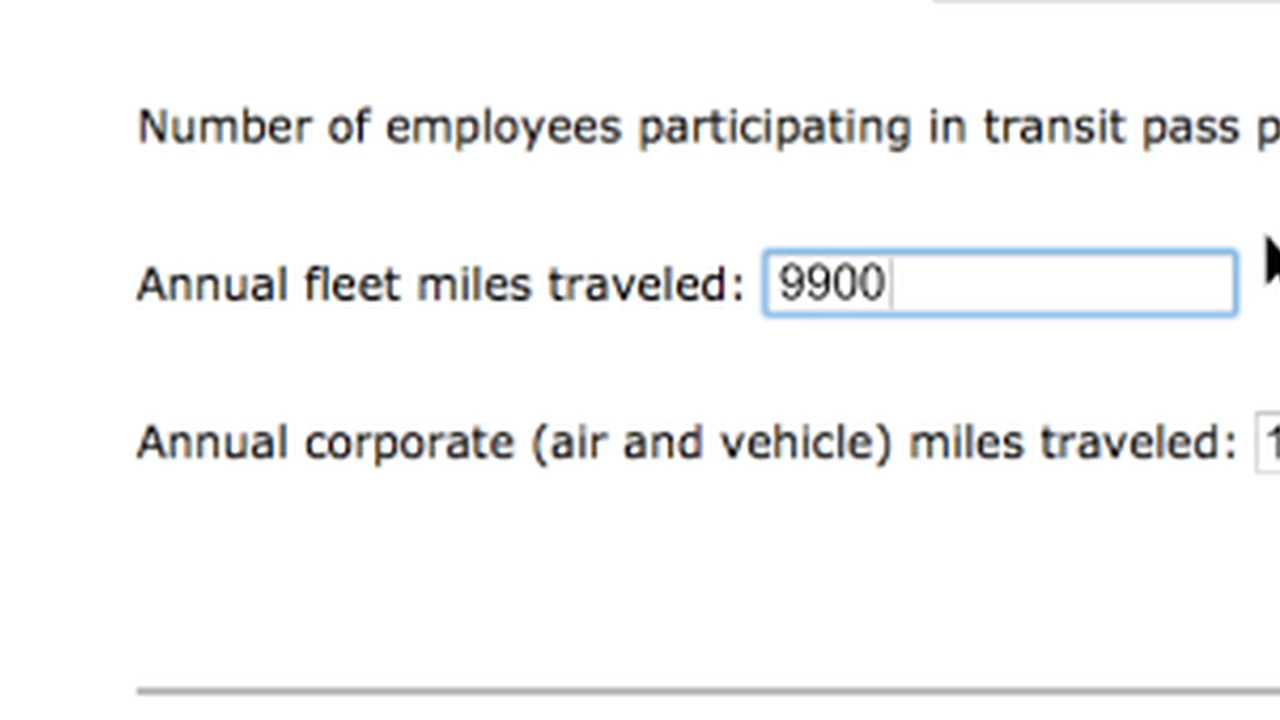 Number of employees participating in transit pass
Annual fleet miles traveled: 9900
Annual corporate (air and vehicle) miles traveled: